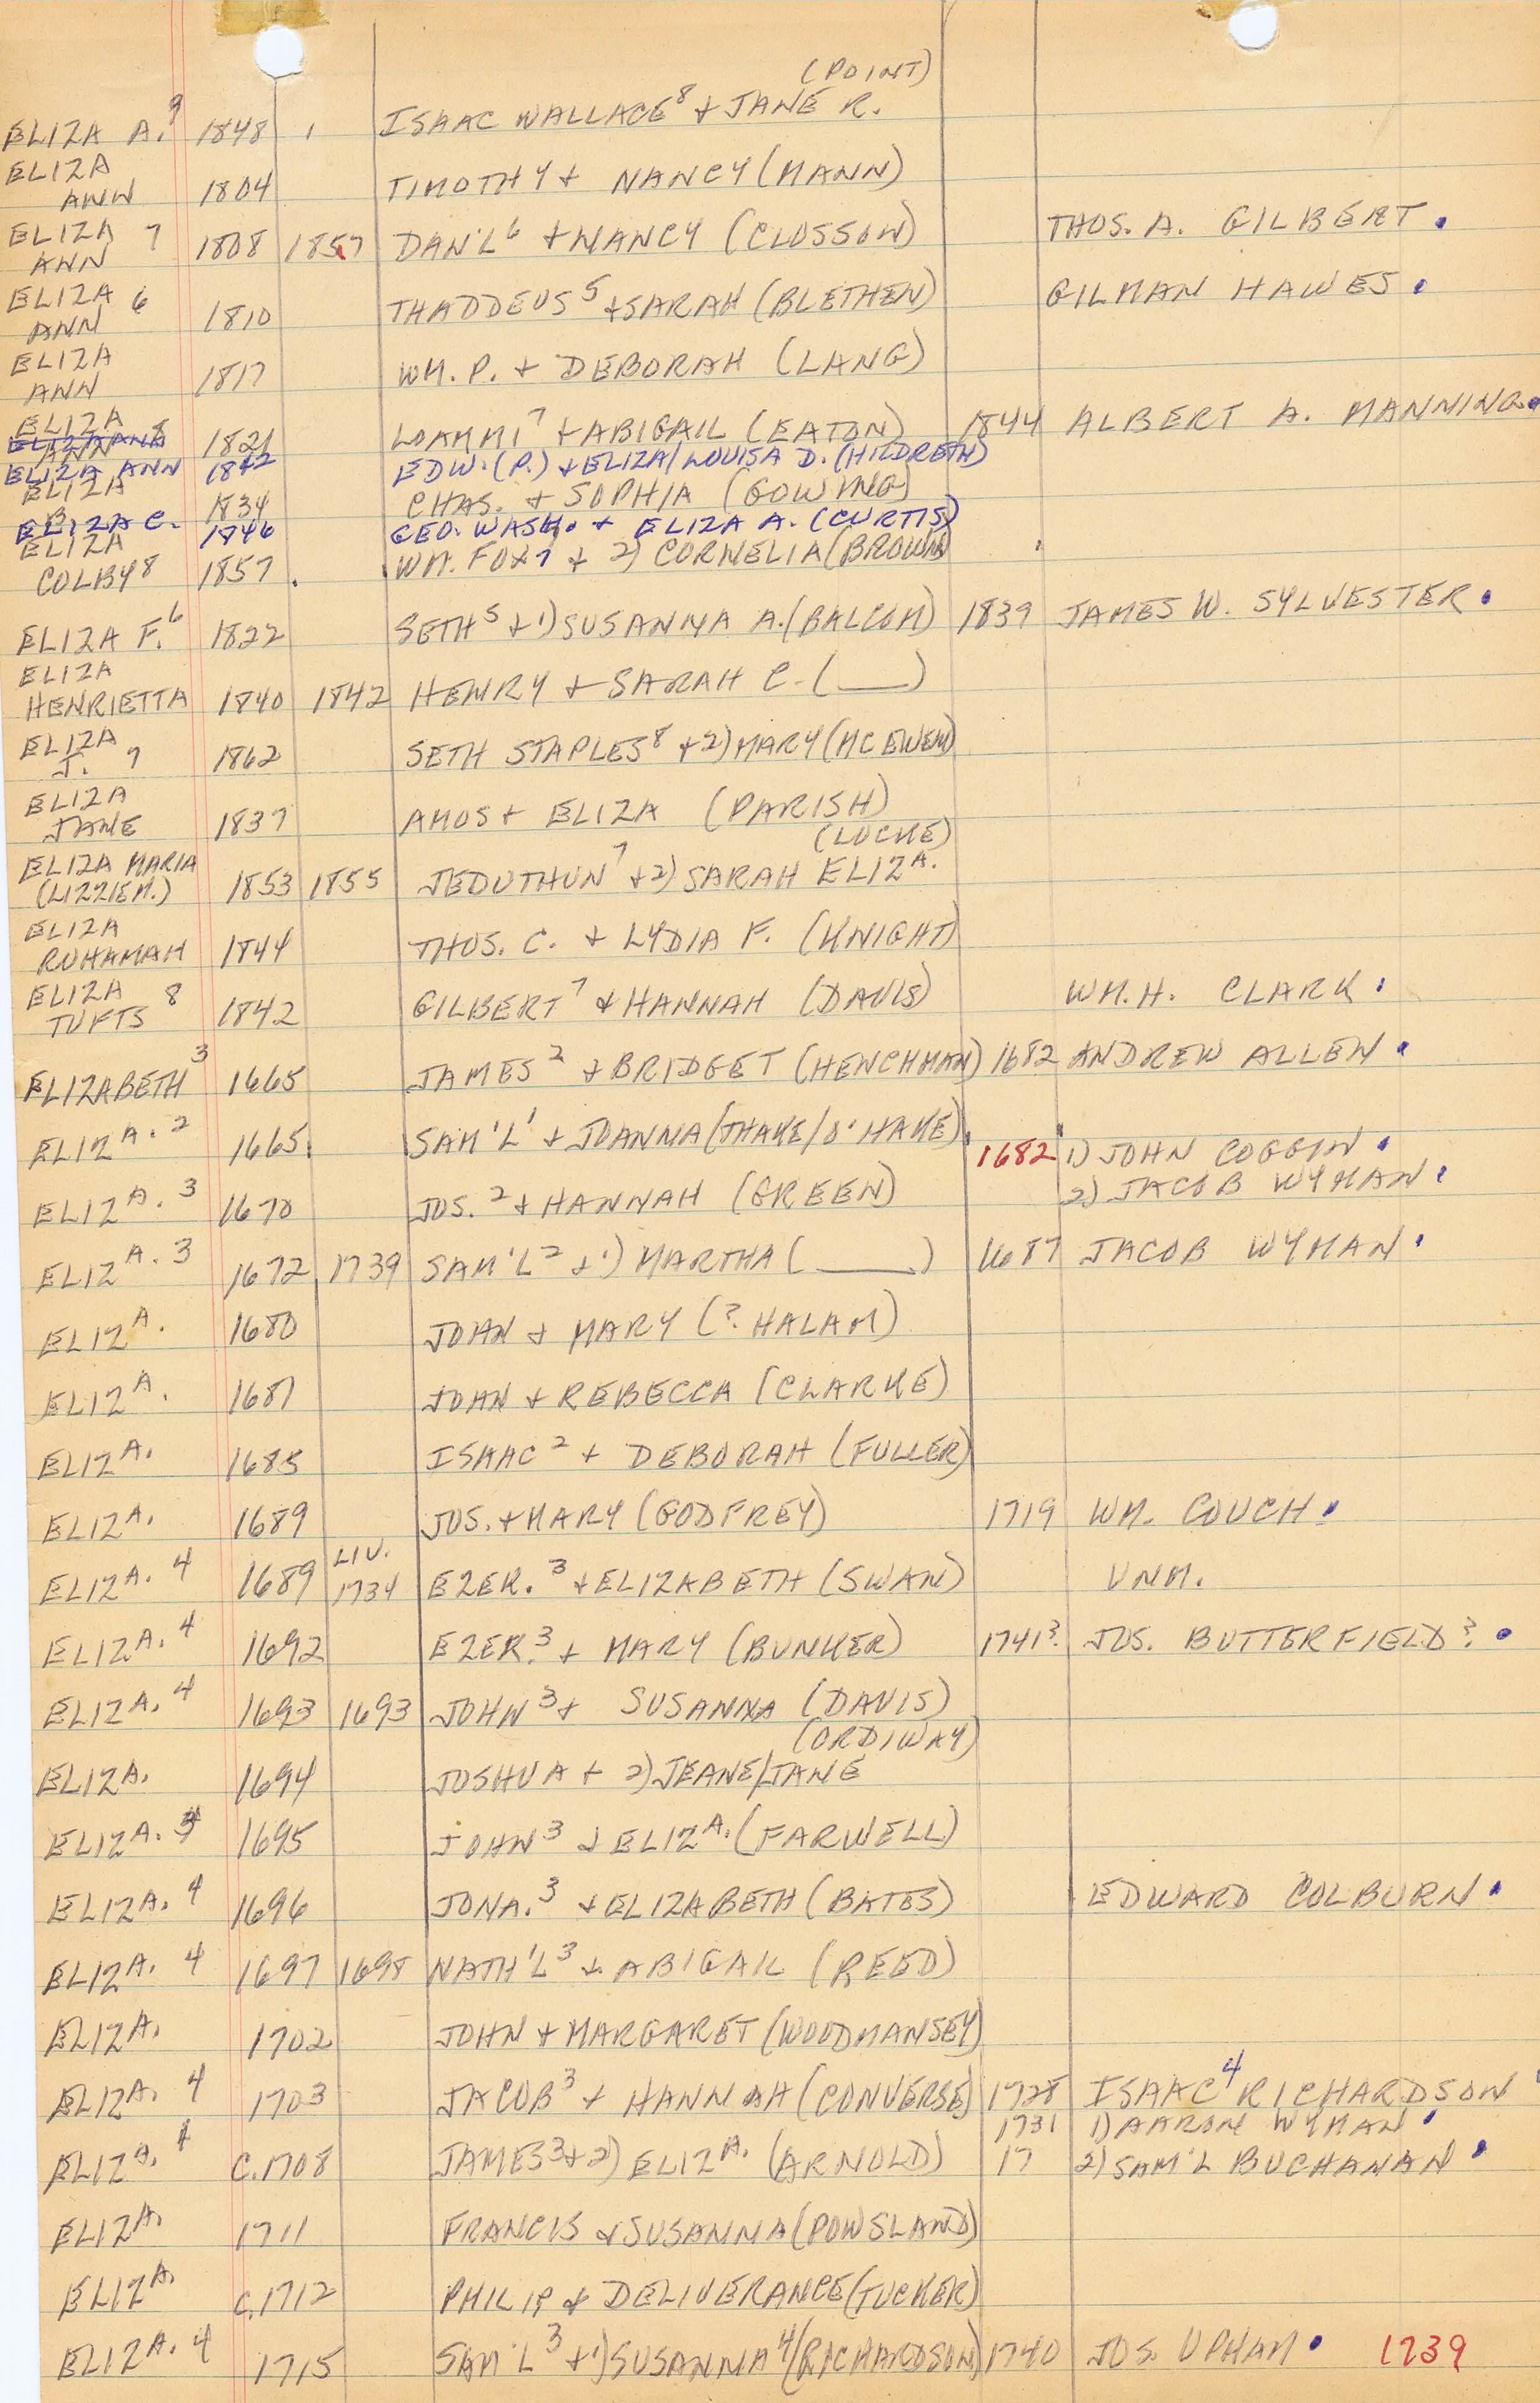 (POINT)
ELIZA A.9 1848 ISAAC WALLACE8 + JANE R.
ELIZA
ANN 1804 TIMOTHY + NANCY (MANN)
ELIZA 7
ANN 1808 1857 DAN'L6 + NANCY (CLOSSON) THOS. A. GILBERT.
ELIZA 6
ANN 1810 THADDEUS5 + SARAH (BLETHEN) GILMAN HAWES.
ELIZA
ANN 1817 WM. P. + DEBORAH (LANG)
ELIZA 8
ANN 1821 LOAMMI7 + ABIGAIL (EATON) 1844 ALBERT A. MANNING.
ELIZA ANN 1842 EDW. (P.) + ELIZA/LOUISA D. (HILDRETH)
ELIZA
B. 1834 CHAS. + SOPHIA (GOWING)
ELIZA C. 1846 GEO. WASH. + ELIZA A. (CURTIS)
ELIZA
COLBY8 1857. WM. FOX7 + 2) CORNELIA (BROWN)
ELIZA F.6 1822 SETH5 + 1) SUSANNA A. (BALCOM) 1839 JAMES W. SYLVESTER.
ELIZA
HENRIETTA 1840 1842 HENRY + SARAH C. (___)
ELIZA
J. 9 1862 SETH STAPLES8 + 2) MARY (MCEWEN)
ELIZA
JANE 1837 AMOS + ELIZA (PARISH)
(LOCKE)
ELIZA MARIA
(LIZZIE M.) 1853 1855 JEDUTHUN7 + 2) SARAH ELIZA.
ELIZA
RUHAMAH 1844 THOS. C. + LYDIA F. (KNIGHT)
ELIZA 8
TUFTS 1842 GILBERT7 + HANNAH (DAVIS) WM. H. CLARK.
ELIZABETH3 1665 JAMES2 + BRIDGET (HENCHMAN) 1682 ANDREW ALLEN.
ELIZA.2 1665. SAM'L1 + JOANNA (THAKE/O'HAKE) 1682 1) JOHN COGGIN.
2) JACOB WYMAN.
ELIZA.3 1670 JOS.2 + HANNAH (GREEN)
ELIZA.3 1672 1739 SAM'L2 + 1) MARTHA (____) 1687 JACOB WYMAN.
ELIZA. 1680 JOHN + MARY (? HALAM)
ELIZA. 1681 JOHN + REBECCA (CLARKE)
ELIZA. 1685 ISAAC2 + DEBORAH (FULLER)
ELIZA. 1689 JOS. + MARY (GODFREY) 1719 WM. COUCH.
ELIZA.4 1689 LIV. 1734 EZER.3 + ELIZABETH (SWAN) UNM.
ELIZA.4 1692 EZER.3 + MARY (BUNKER) 1741? JOS. BUTTERFIELD?.
ELIZA.4 1693 1693 JOHN3 + SUSANNA (DAVIS)
(ORDIWAY)
ELIZA. 1694 JOSHUA + 2) JEANE/JANE
ELIZA. 1695 JOHN3 + ELIZA. (FARWELL)
ELIZA.4 1696 JONA.3 + ELIZABETH (BATES) EDWARD COLBURN.
ELIZA.4 1697 1698 NATH'L3 + ABIGAIL (REED)
ELIZA. 1702 JOHN + MARGARET (WOODMANSEY)
ELIZA.4 1703 JACOB3 + HANNAH (CONVERSE) 1728 ISAAC4 RICHARDSON
1731 1) AARON WYMAN.
ELIZA.4 C.1708 JAMES3 + 2) ELIZA. (ARNOLD) 17 2) SAM'L BUCHANAN.
ELIZA. 1711 FRANCIS + SUSANNA (POWSLAND)
ELIZA. C.1712 PHILIP + DELIVERANCE (TUCKER)
ELIZA.4 1715 SAM'L3 + 1) SUSANNA4 (RICHARDSON) 1740 JOS. UPHAM. 1739